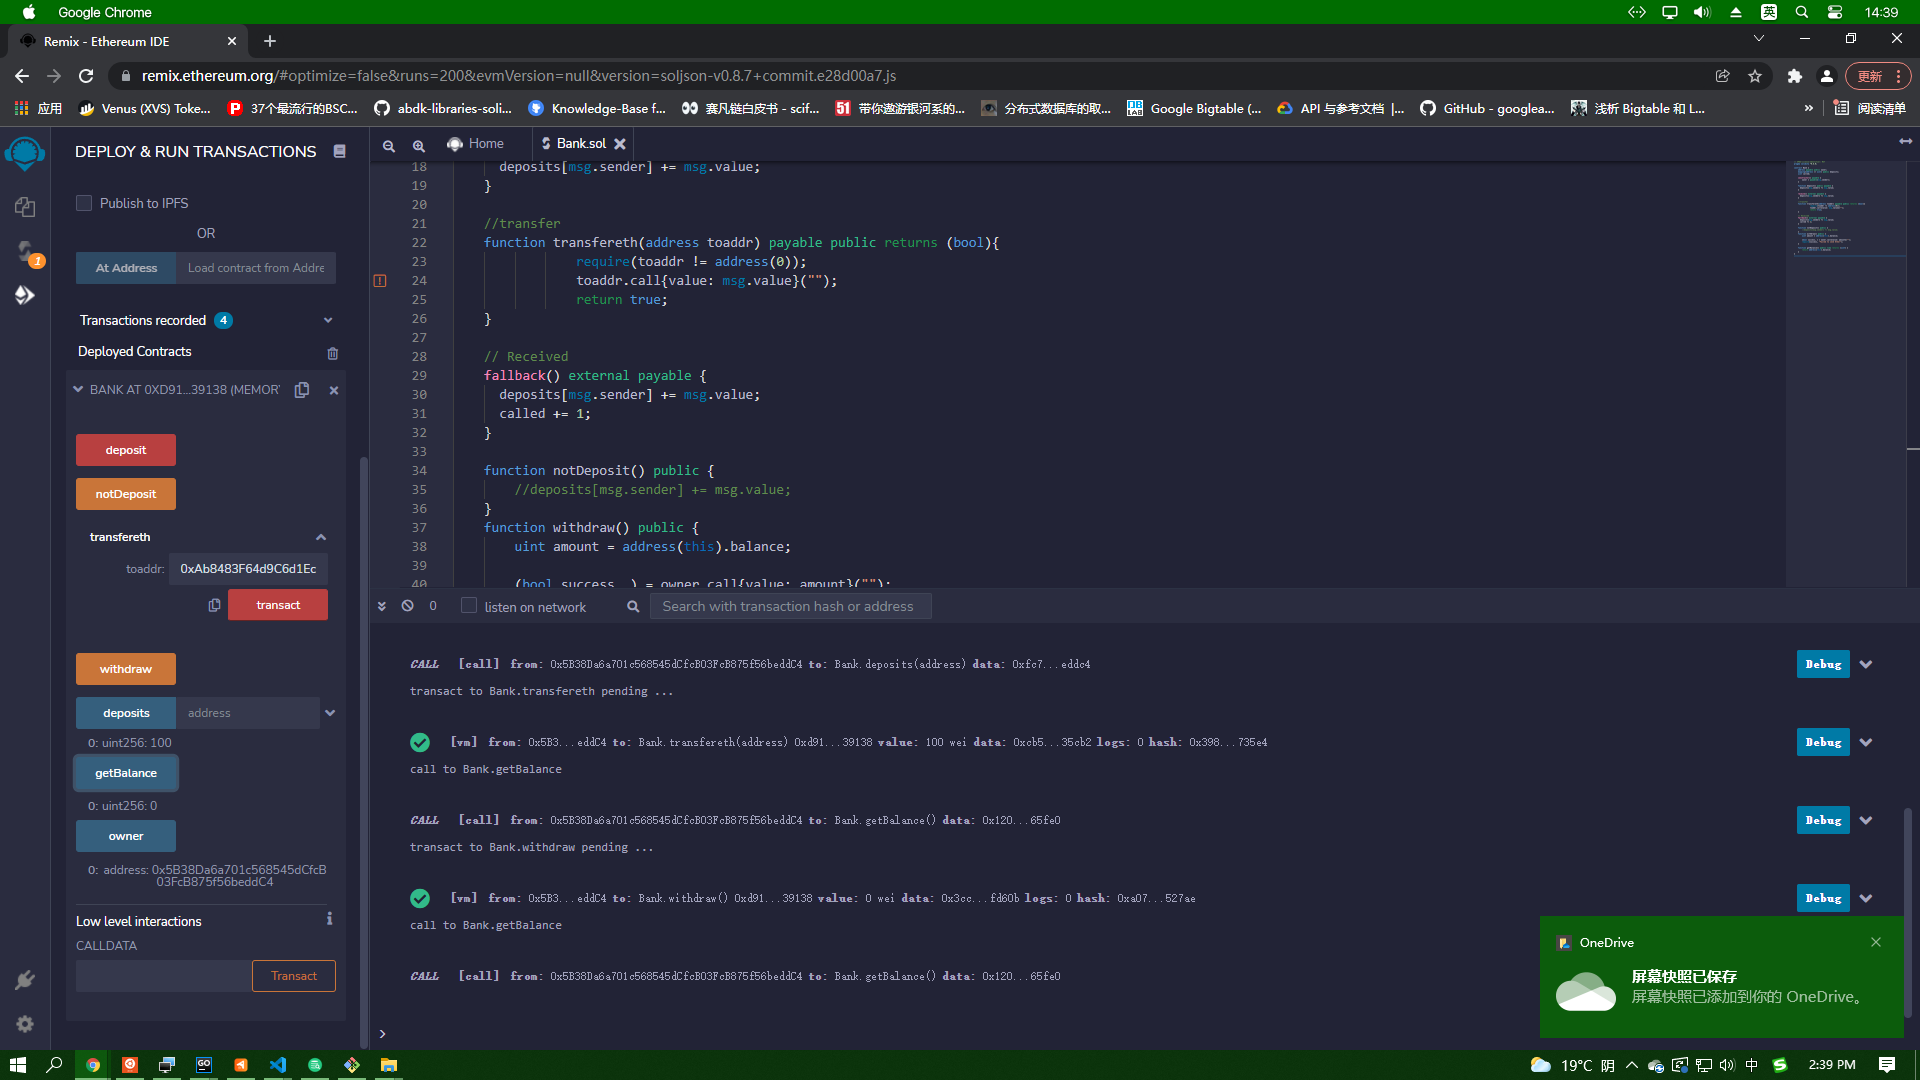 Google Chrome
英
14:39
Remix - Ethereum IDE
remix.ethereum.org/#optimize=false&runs=200&evmVersion=null&version=soljson-v0.8.7+commit.e28d00a7.js
更新
应用
Venus (XVS) Toke...
37个最流行的BSC...
abdk-libraries-soli...
Knowledge-Base f...
赛凡链白皮书 - scif...
51
带你遨游银河系的...
分布式数据库的取...
Google Bigtable (...
API 与参考文档 |...
GitHub - googlea...
浅析 Bigtable 和 L...
»
阅读清单
DEPLOY & RUN TRANSACTIONS
Publish to IPFS
OR
At Address
Load contract from Addre
1
Transactions recorded 4
Deployed Contracts
BANK AT 0XD91...39138 (MEMOR
deposit
notDeposit
transfereth
toaddr: 0xAb8483F64d9C6d1Ec
transact
withdraw
deposits
address
0: uint256: 100
getBalance
0: uint256: 0
owner
0: address: 0x5B38Da6a701c568545dCfcB
03FcB875f56beddC4
Low level interactions
CALLDATA
Transact
Home
Bank.sol
18 deposits[msg.sender] += msg.value;
19 }
20
21 //transfer
22 function transfereth(address toaddr) payable public returns (bool){
23 require(toaddr != address(0));
24 toaddr.call{value: msg.value}("");
25 return true;
26 }
27
28 // Received
29 fallback() external payable {
30 deposits[msg.sender] += msg.value;
31 called += 1;
32 }
33
34 function notDeposit() public {
35 //deposits[msg.sender] += msg.value;
36 }
37 function withdraw() public {
38 uint amount = address(this).balance;
39
40 (bool success, ) = owner.call{value: amount}("");
0
listen on network
Search with transaction hash or address
CALL [call] from: 0x5B38Da6a701c568545dCfcB03FcB875f56beddC4 to: Bank.deposits(address) data: 0xfc7...eddc4
Debug
transact to Bank.transfereth pending ...
[vm] from: 0x5B3...eddC4 to: Bank.transfereth(address) 0xd91...39138 value: 100 wei data: 0xcb5...35cb2 logs: 0 hash: 0x398...735e4
Debug
call to Bank.getBalance
CALL [call] from: 0x5B38Da6a701c568545dCfcB03FcB875f56beddC4 to: Bank.getBalance() data: 0x120...65fe0
Debug
transact to Bank.withdraw pending ...
[vm] from: 0x5B3...eddC4 to: Bank.withdraw() 0xd91...39138 value: 0 wei data: 0x3cc...fd60b logs: 0 hash: 0xa07...527ae
Debug
call to Bank.getBalance
CALL [call] from: 0x5B38Da6a701c568545dCfcB03FcB875f56beddC4 to: Bank.getBalance() data: 0x120...65fe0
>
OneDrive
屏幕快照已保存
屏幕快照已添加到你的 OneDrive。
GO
19°C 阴
中
2:39 PM